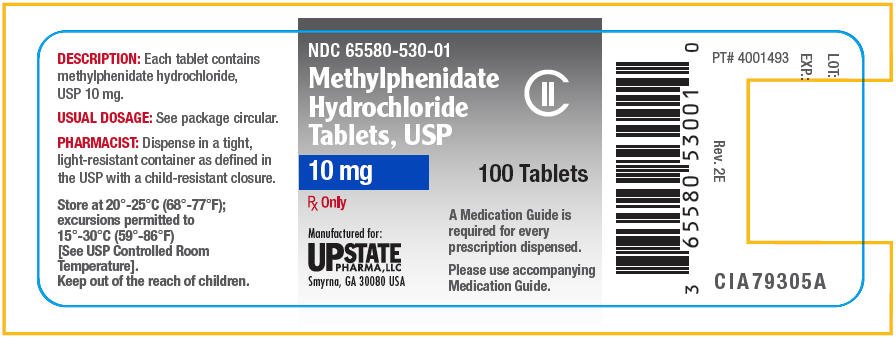 DESCRIPTION: Each tablet contains
methylphenidate hydrochloride,
USP 10 mg.
USUAL DOSAGE: See package circular.
PHARMACIST: Dispense in a tight,
light-resistant container as defined in
the USP with a child-resistant closure.
Store at 20°-25°C (68°-77°F);
excursions permitted to
15°-30°C (59°-86°F)
[See USP Controlled Room
Temperature].
Keep out of the reach of children.
NDC 65580-530-01
Methylphenidate
Hydrochloride
Tablets, USP
CII
10 mg
100 Tablets
Rx Only
Manufactured for:
UPSTATE
PHARMA, LLC
Smyrna, GA 30080 USA
A Medication Guide is
required for every
prescription dispensed.
Please use accompanying
Medication Guide.
3 65580 53001 0
PT# 4001493
EXP.:
LOT:
Rev. 2E
CIA79305A